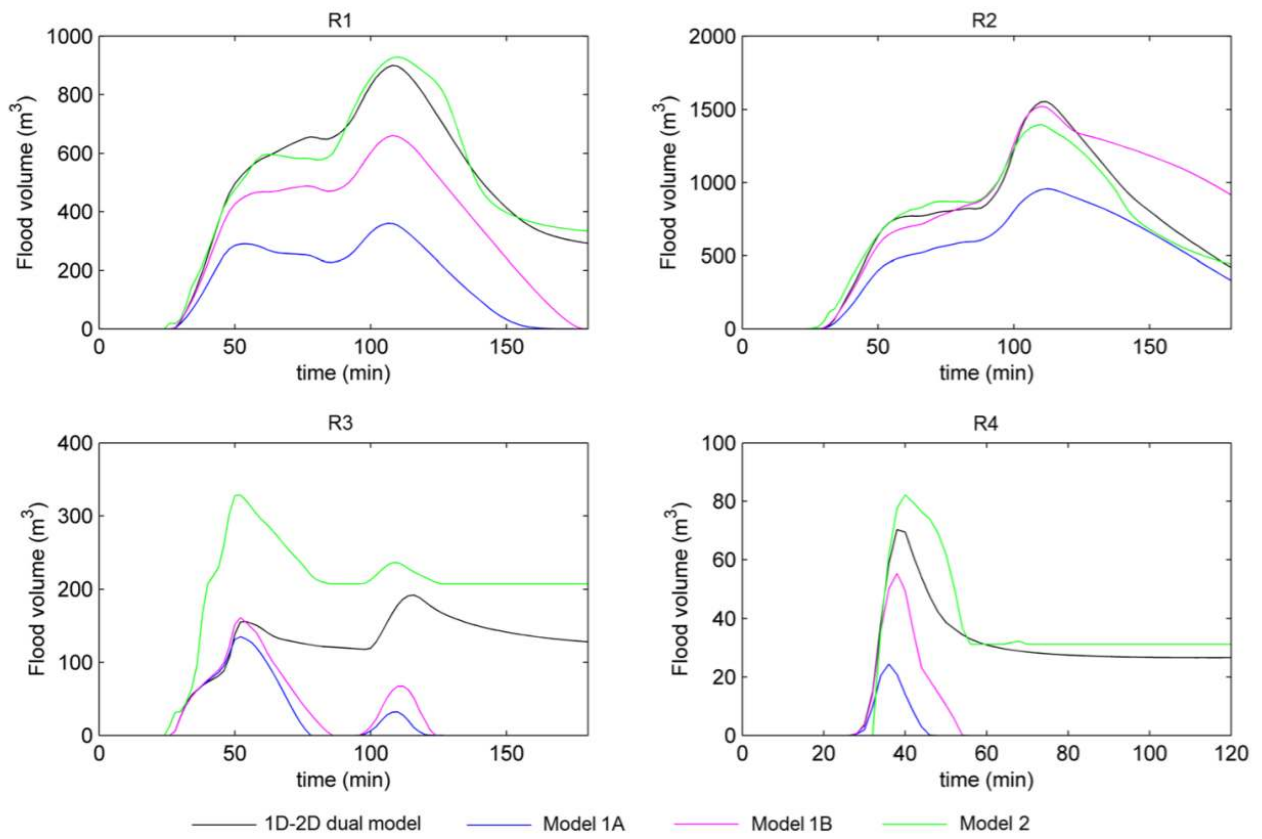 R1
1000
800
600
400
200
0
Flood volume (m³)
0 50 100 150
time (min)
R2
2000
1500
1000
500
0
Flood volume (m³)
0 50 100 150
time (min)
R3
400
300
200
100
0
Flood volume (m³)
0 50 100 150
time (min)
R4
100
80
60
40
20
0
Flood volume (m³)
0 20 40 60 80 100 120
time (min)
1D-2D dual model Model 1A Model 1B Model 2